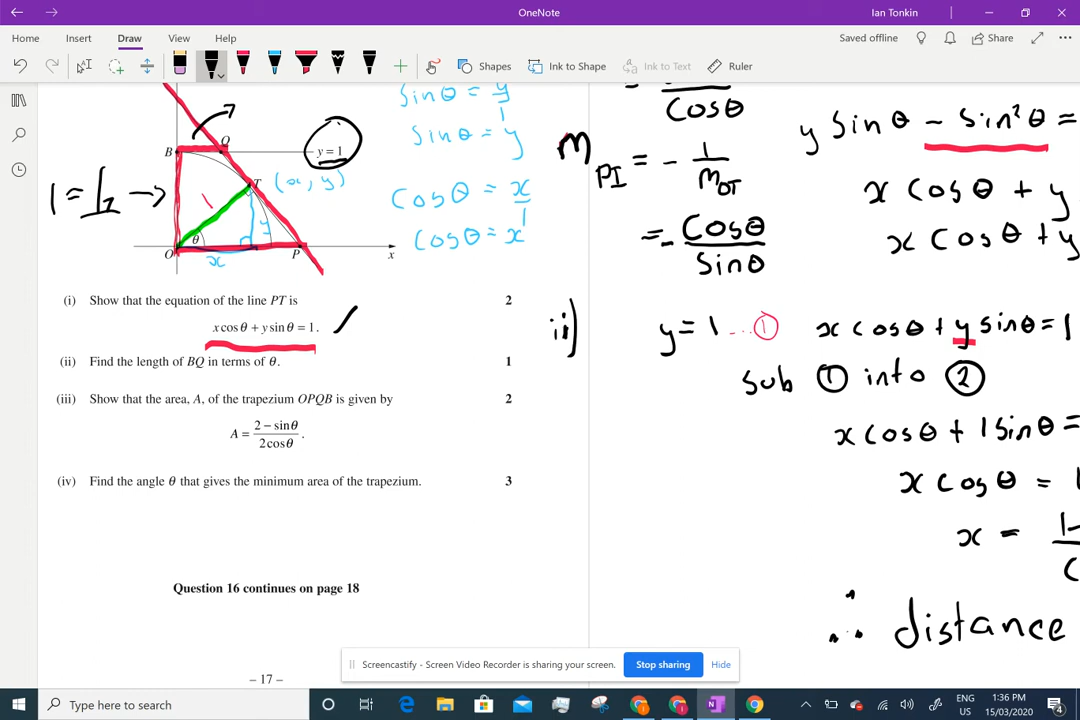 OneNote
Ian Tonkin
Home Insert Draw View Help
Saved offline
Share
Shapes
Ink to Shape
Ink to Text
Ruler
sinθ = y/1
sinθ = y
cosθ = x/1
cosθ = x
B
Q
y = 1
T (x, y)
1 = h →
1
θ
y
O
x
P
x
(i) Show that the equation of the line PT is 2
x cos θ + y sin θ = 1.
(ii) Find the length of BQ in terms of θ. 1
(iii) Show that the area, A, of the trapezium OPQB is given by 2
A = (2 − sinθ)/(2cosθ).
(iv) Find the angle θ that gives the minimum area of the trapezium. 3
Question 16 continues on page 18
– 17 –
= 
cosθ
m PI = − 1/mOT
= − cosθ/sinθ
y sinθ − sin²θ =
x cosθ + y
x cosθ + y
ii)
y = 1 ... ①
x cosθ + y sinθ = 1
sub ① into ②
x cosθ + 1 sinθ =
x cosθ =
x =
∴ distance
Screencastify - Screen Video Recorder is sharing your screen.
Stop sharing
Hide
Type here to search
ENG
US
1:36 PM
15/03/2020
4